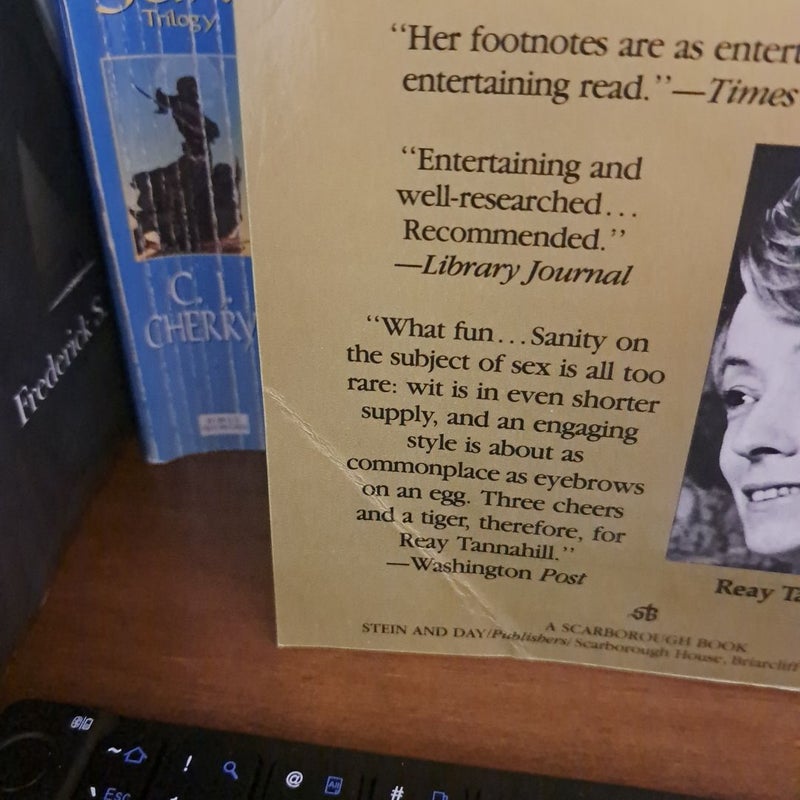 Trilogy
C. J.
CHERRY
Frederick S.
“Her footnotes are as entert
entertaining read.”—Times
“Entertaining and
well-researched...
Recommended.”
—Library Journal
“What fun...Sanity on
the subject of sex is all too
rare: wit is in even shorter
supply, and an engaging
style is about as
commonplace as eyebrows
on an egg. Three cheers
and a tiger, therefore, for
Reay Tannahill.”
—Washington Post
Reay Ta
A SCARBOROUGH BOOK
STEIN AND DAY/Publishers/Scarborough House, Briarcliff
~ ! @ All #
Esc